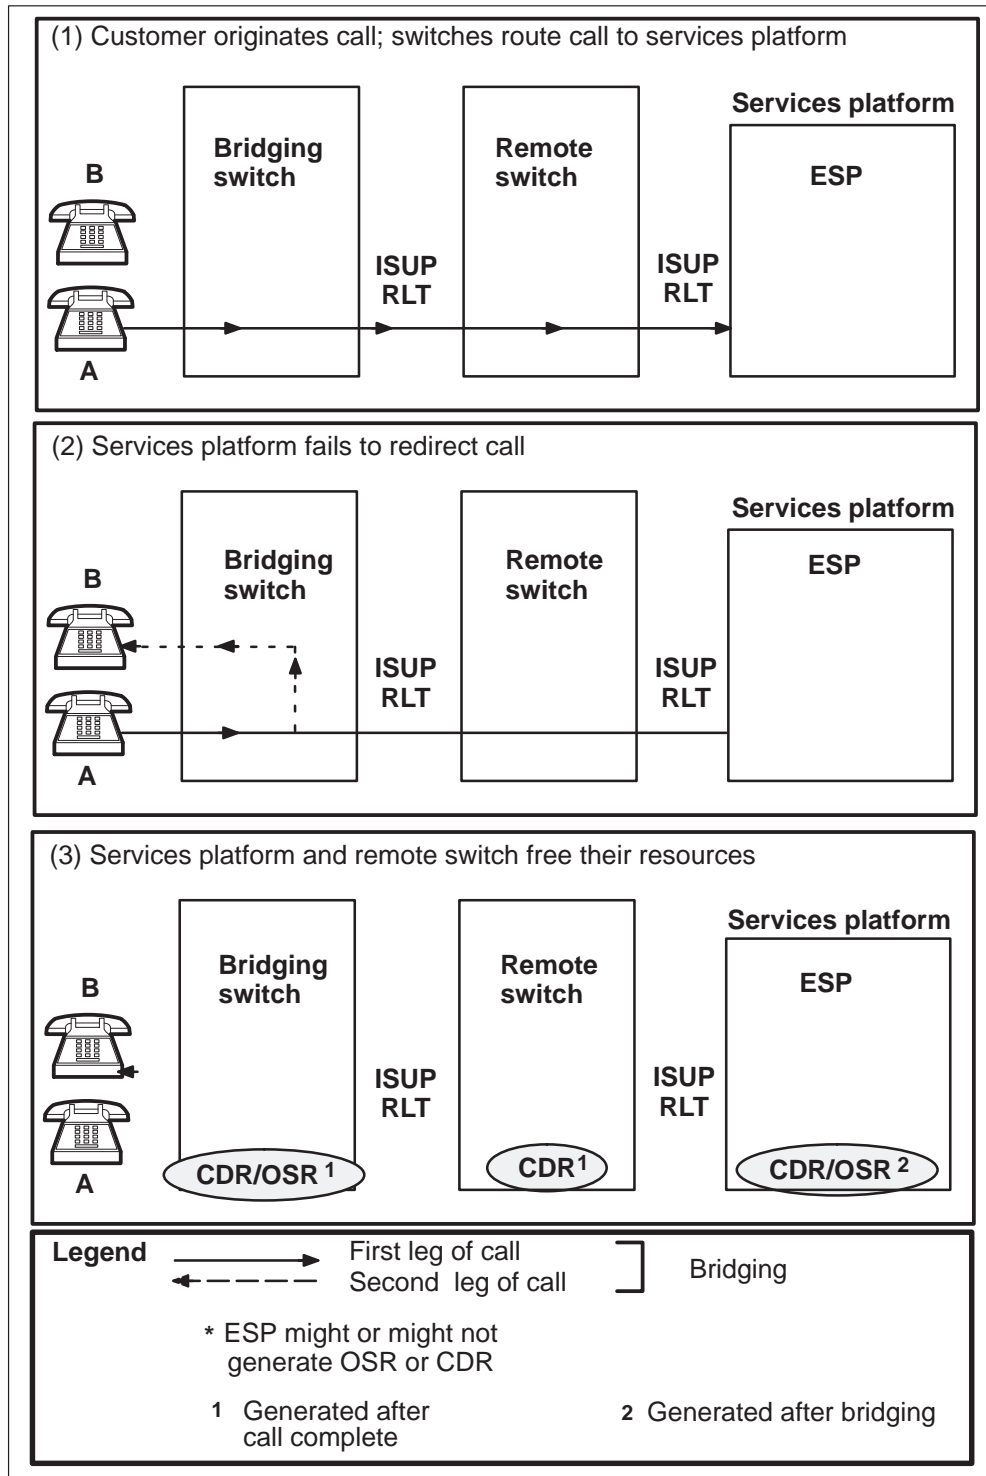 (1) Customer originates call; switches route call to services platform
Services platform
Bridging
switch
Remote
switch
ESP
B
ISUP
RLT
ISUP
RLT
A
(2) Services platform fails to redirect call
Services platform
Bridging
switch
Remote
switch
ESP
B
ISUP
RLT
ISUP
RLT
A
(3) Services platform and remote switch free their resources
Services platform
Bridging
switch
Remote
switch
ESP
B
ISUP
RLT
ISUP
RLT
A
CDR/OSR 1
CDR 1
CDR/OSR 2
Legend
First leg of call
Second leg of call
Bridging
* ESP might or might not
generate OSR or CDR
1 Generated after
call complete
2 Generated after bridging